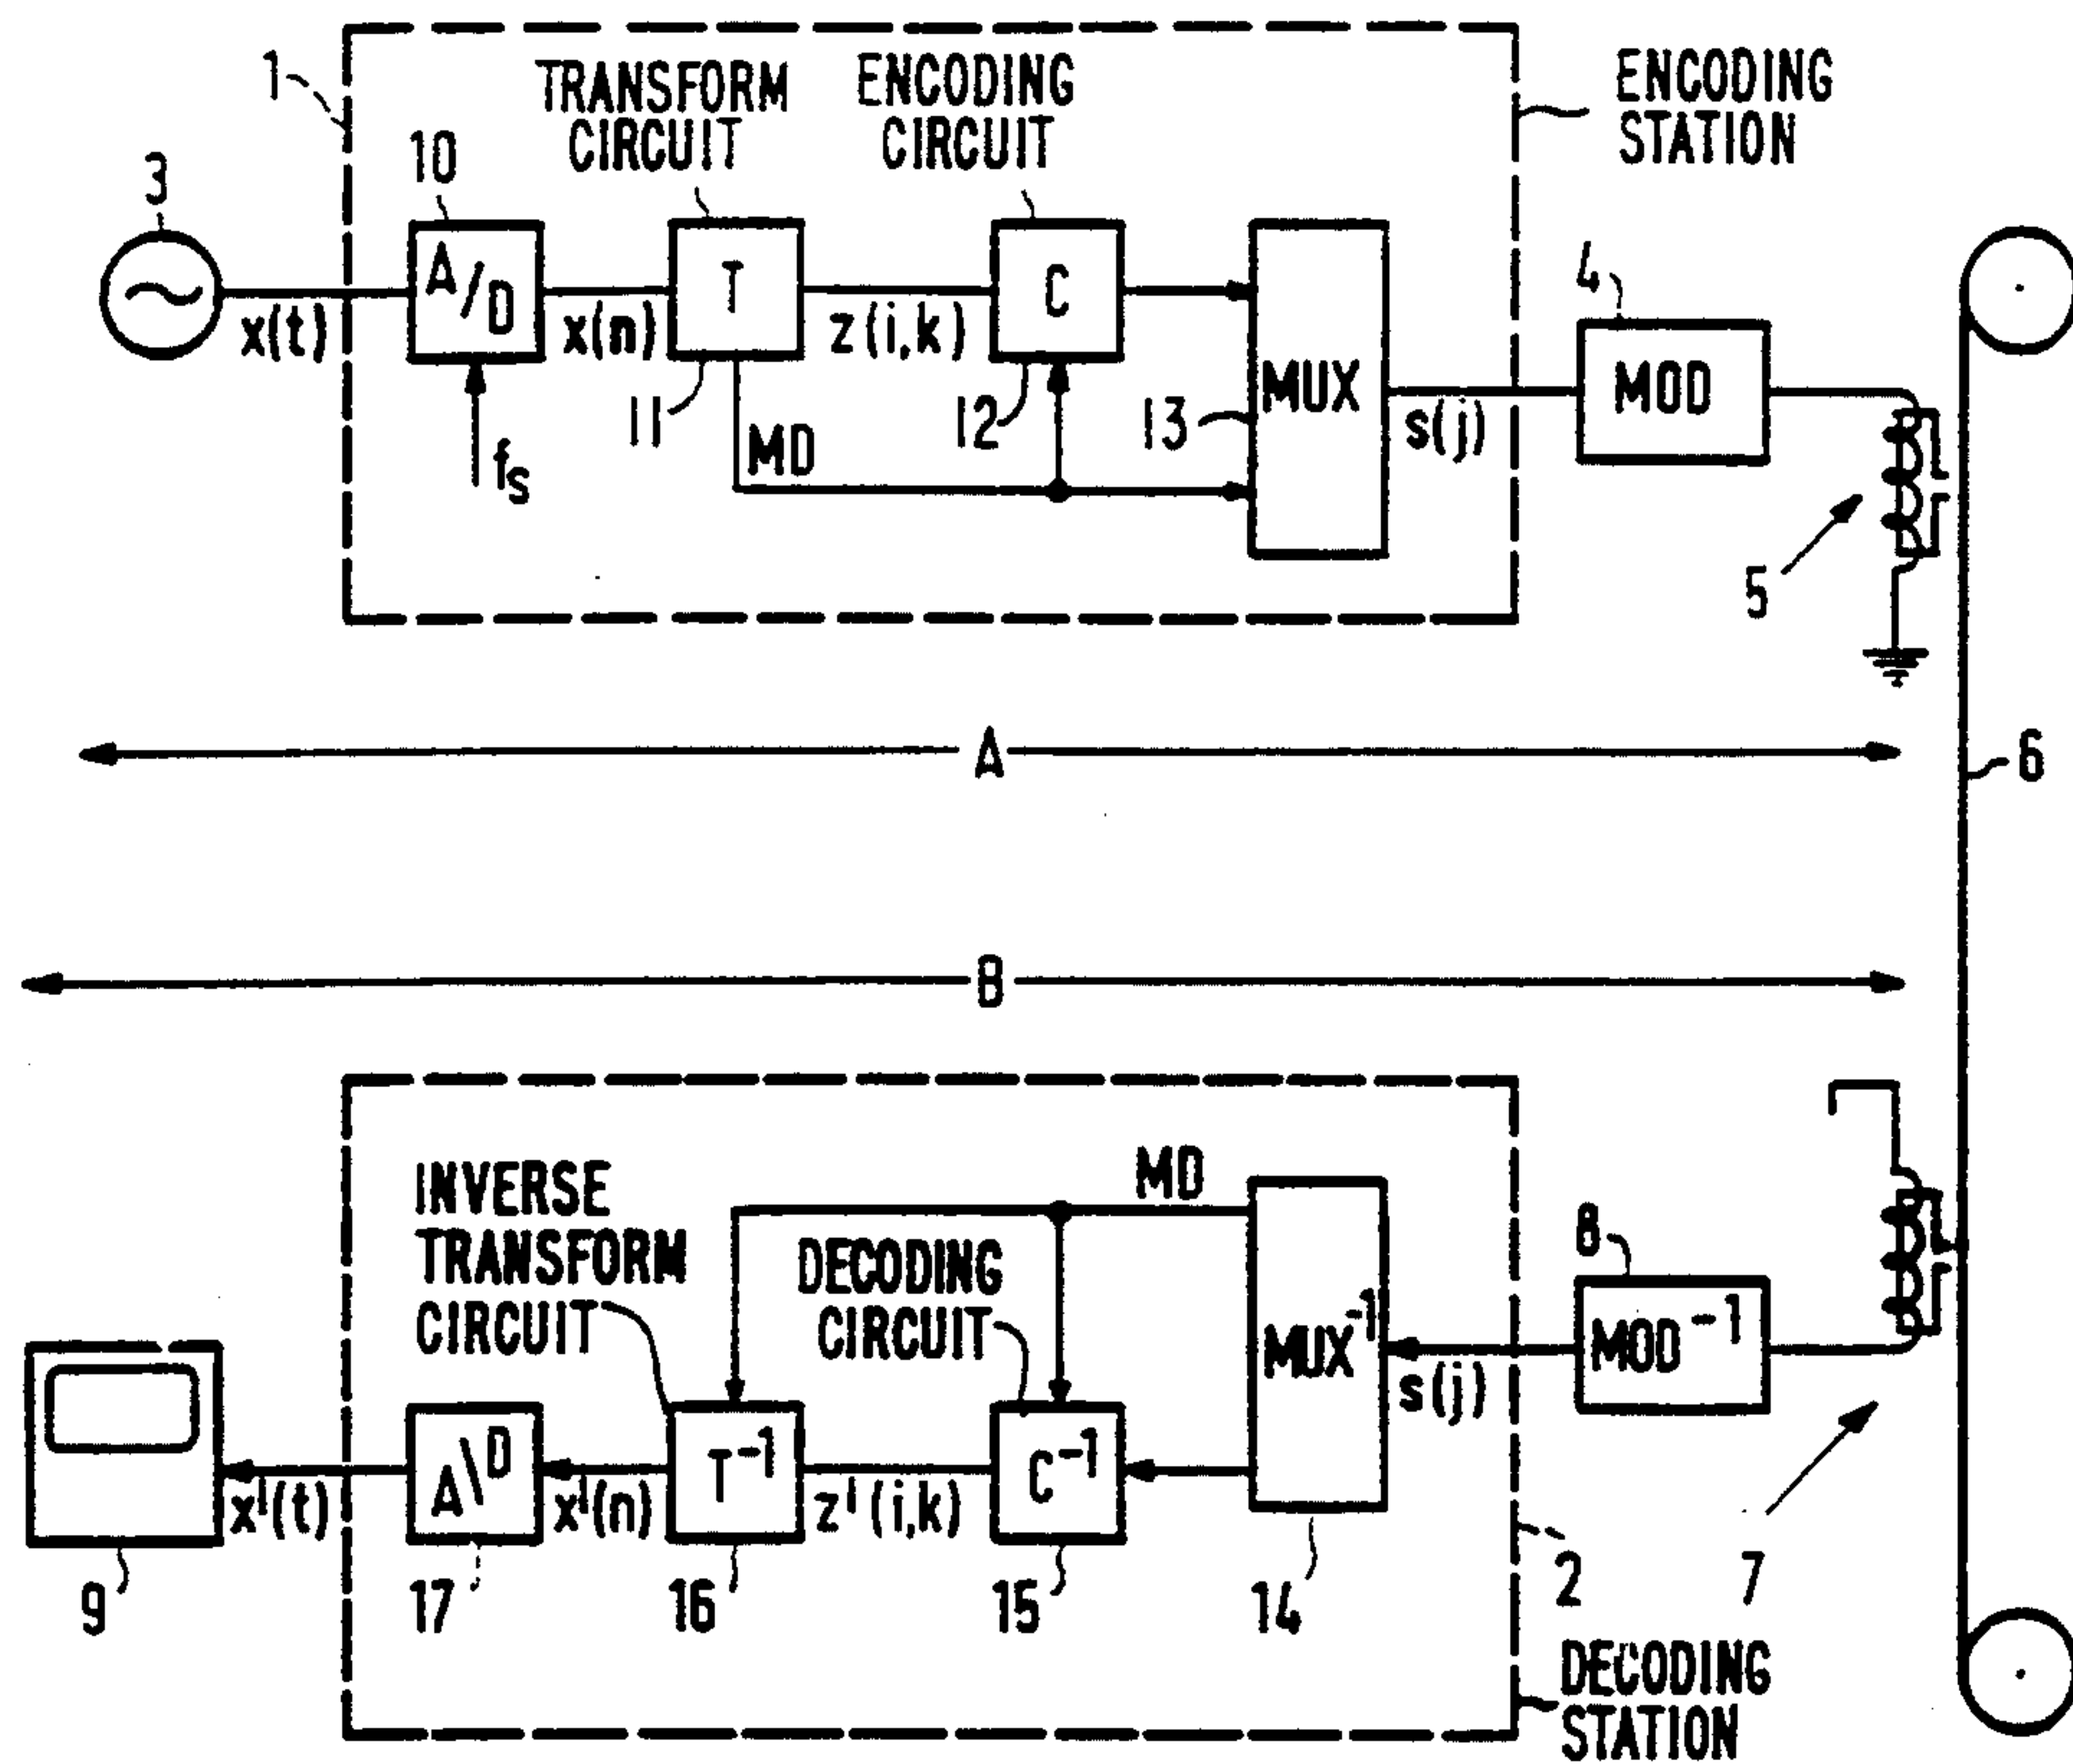 1
TRANSFORM
CIRCUIT
ENCODING
CIRCUIT
ENCODING
STATION
3
10
A/D
T
C
MUX
4
MOD
x(t)
x(n)
z(i,k)
s(j)
fs
11
MD
12
13
5
A
6
B
MD
INVERSE
TRANSFORM
CIRCUIT
DECODING
CIRCUIT
MUX-1
8
MOD-1
s(j)
A\D
T-1
C-1
x'(t)
x'(n)
z'(i,k)
9
17
16
15
14
2
7
DECODING
STATION